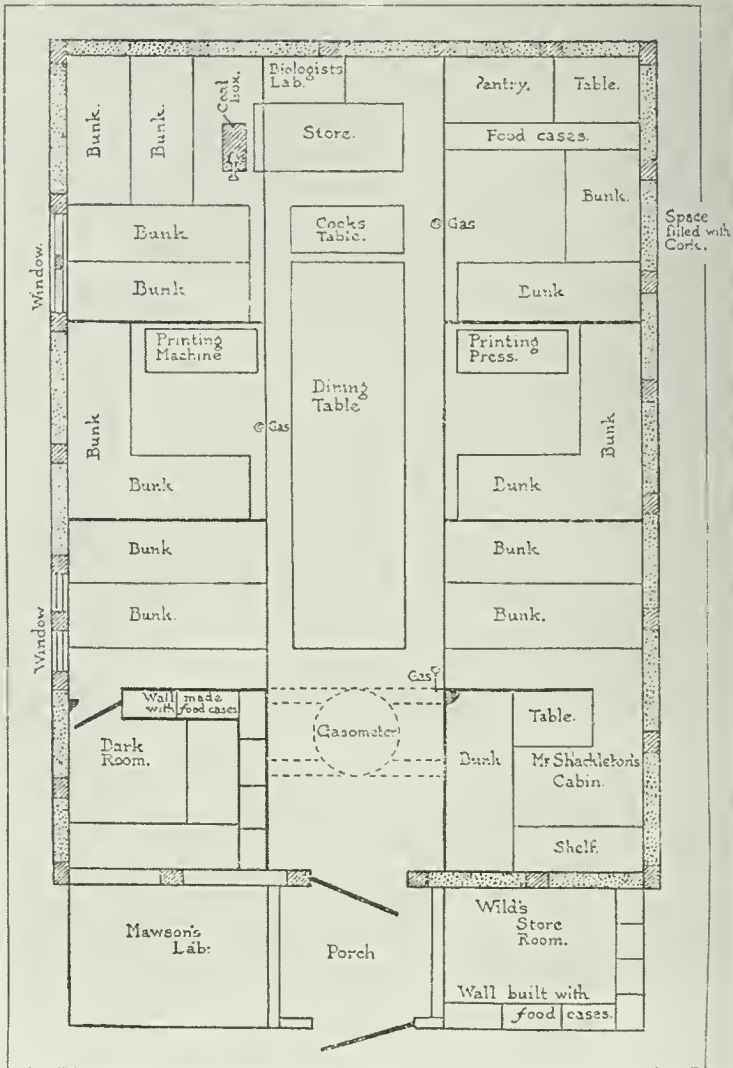 Biologists
Lab.
Coal
Box.
Pantry.
Table.
Bunk
Bunk
Store.
Food cases.
Bunk.
Space
filled with
Cork.
Bunk
Cooks
Table.
Gas
Window.
Bunk
Bunk
Printing
Machine
Printing
Press.
Dining
Table
Gas
Bunk
Bunk
Bunk
Bunk
Bunk
Bunk
Bunk.
Bunk.
Window
Gas
Wall made
with food cases
Table.
Gasometer
Dark
Room.
Bunk
Mr Shackleton's
Cabin.
Shelf.
Mawson's
Lab:
Porch
Wild's
Store
Room.
Wall built with
food cases.